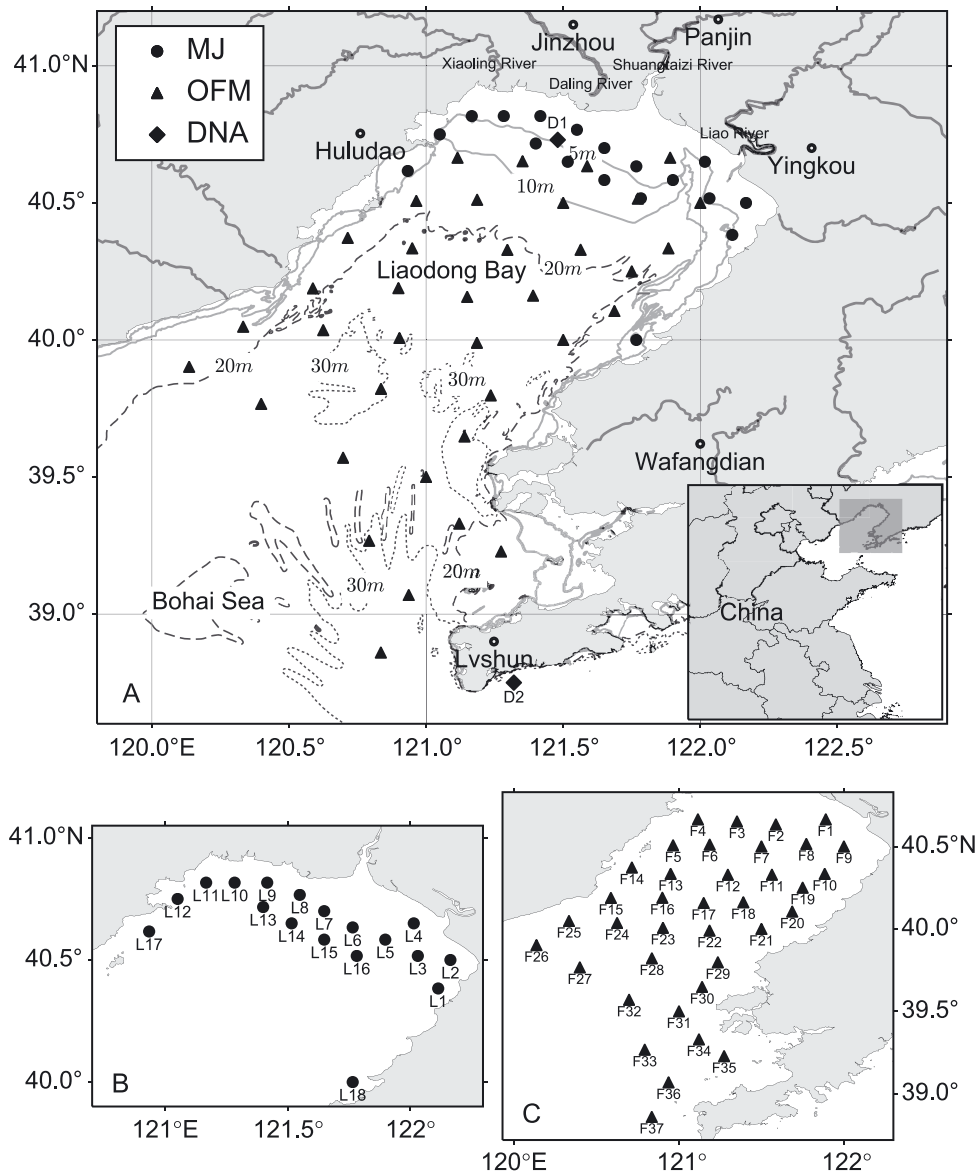 MJ
OFM
DNA
Jinzhou
Panjin
Xiaoling River
Shuangtaizi River
Daling River
Liao River
Huludao
Yingkou
D1
5m
10m
Liaodong Bay
20m
20m
30m
30m
Wafangdian
30m
20m
Bohai Sea
Lvshun
D2
China
A
41.0°N
40.5°
40.0°
39.5°
39.0°
120.0°E
120.5°
121.0°
121.5°
122.0°
122.5°
41.0°N
40.5°
40.0°
L11
L10
L9
L8
L12
L13
L7
L17
L14
L6
L4
L15
L5
L16
L3
L2
L1
L18
B
121°E
121.5°
122°
F4
F3
F2
F1
F5
F6
F7
F8
F9
F14
F13
F12
F11
F10
F19
F15
F16
F17
F18
F20
F25
F24
F23
F22
F21
F26
F27
F28
F29
F30
F32
F31
F34
F33
F35
F36
F37
C
40.5°N
40.0°
39.5°
39.0°
120°E
121°
122°